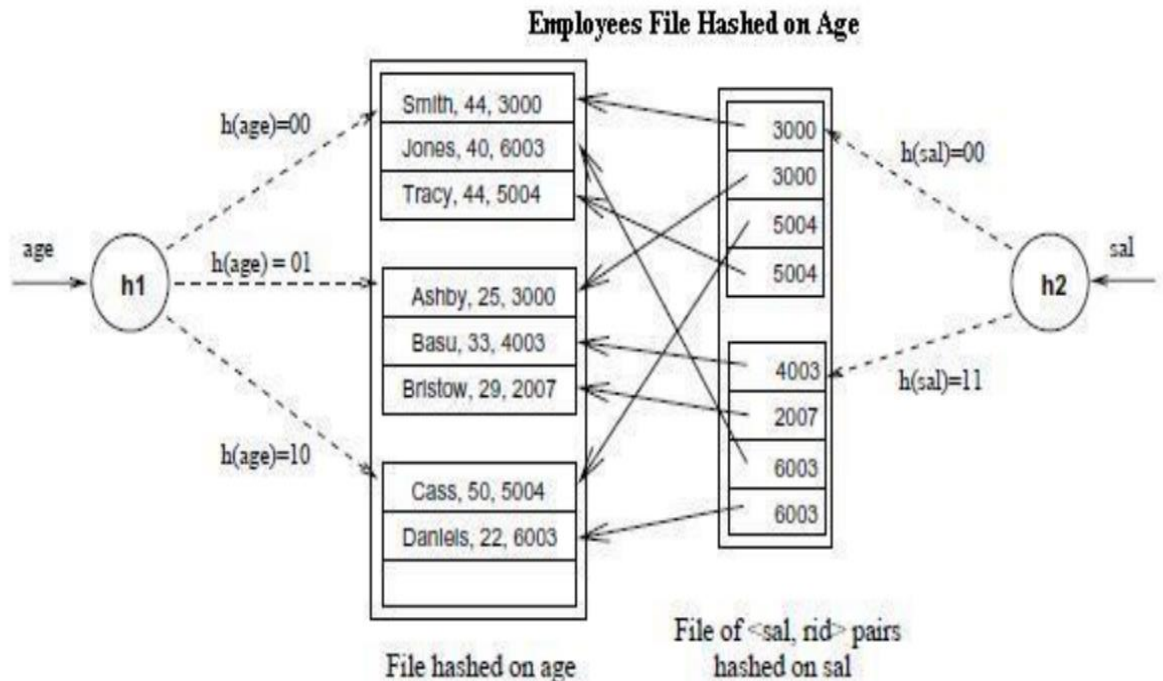 Employees File Hashed on Age
Smith, 44, 3000
Jones, 40, 6003
Tracy, 44, 5004
h(age)=00
age
h1
h(age) = 01
h(age)=10
Ashby, 25, 3000
Basu, 33, 4003
Bristow, 29, 2007
Cass, 50, 5004
Daniels, 22, 6003
3000
3000
5004
5004
4003
2007
6003
6003
h(sal)=00
sal
h2
h(sal)=11
File hashed on age
File of <sal, rid> pairs
hashed on sal